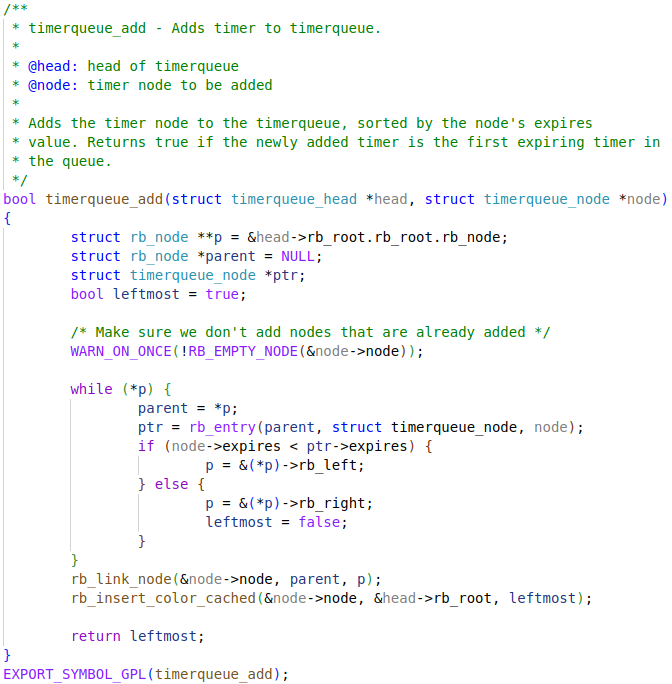 /**
 * timerqueue_add - Adds timer to timerqueue.
 *
 * @head: head of timerqueue
 * @node: timer node to be added
 *
 * Adds the timer node to the timerqueue, sorted by the node's expires
 * value. Returns true if the newly added timer is the first expiring timer in
 * the queue.
 */
bool timerqueue_add(struct timerqueue_head *head, struct timerqueue_node *node)
{
        struct rb_node **p = &head->rb_root.rb_root.rb_node;
        struct rb_node *parent = NULL;
        struct timerqueue_node *ptr;
        bool leftmost = true;

        /* Make sure we don't add nodes that are already added */
        WARN_ON_ONCE(!RB_EMPTY_NODE(&node->node));

        while (*p) {
                parent = *p;
                ptr = rb_entry(parent, struct timerqueue_node, node);
                if (node->expires < ptr->expires) {
                        p = &(*p)->rb_left;
                } else {
                        p = &(*p)->rb_right;
                        leftmost = false;
                }
        }
        rb_link_node(&node->node, parent, p);
        rb_insert_color_cached(&node->node, &head->rb_root, leftmost);

        return leftmost;
}
EXPORT_SYMBOL_GPL(timerqueue_add);